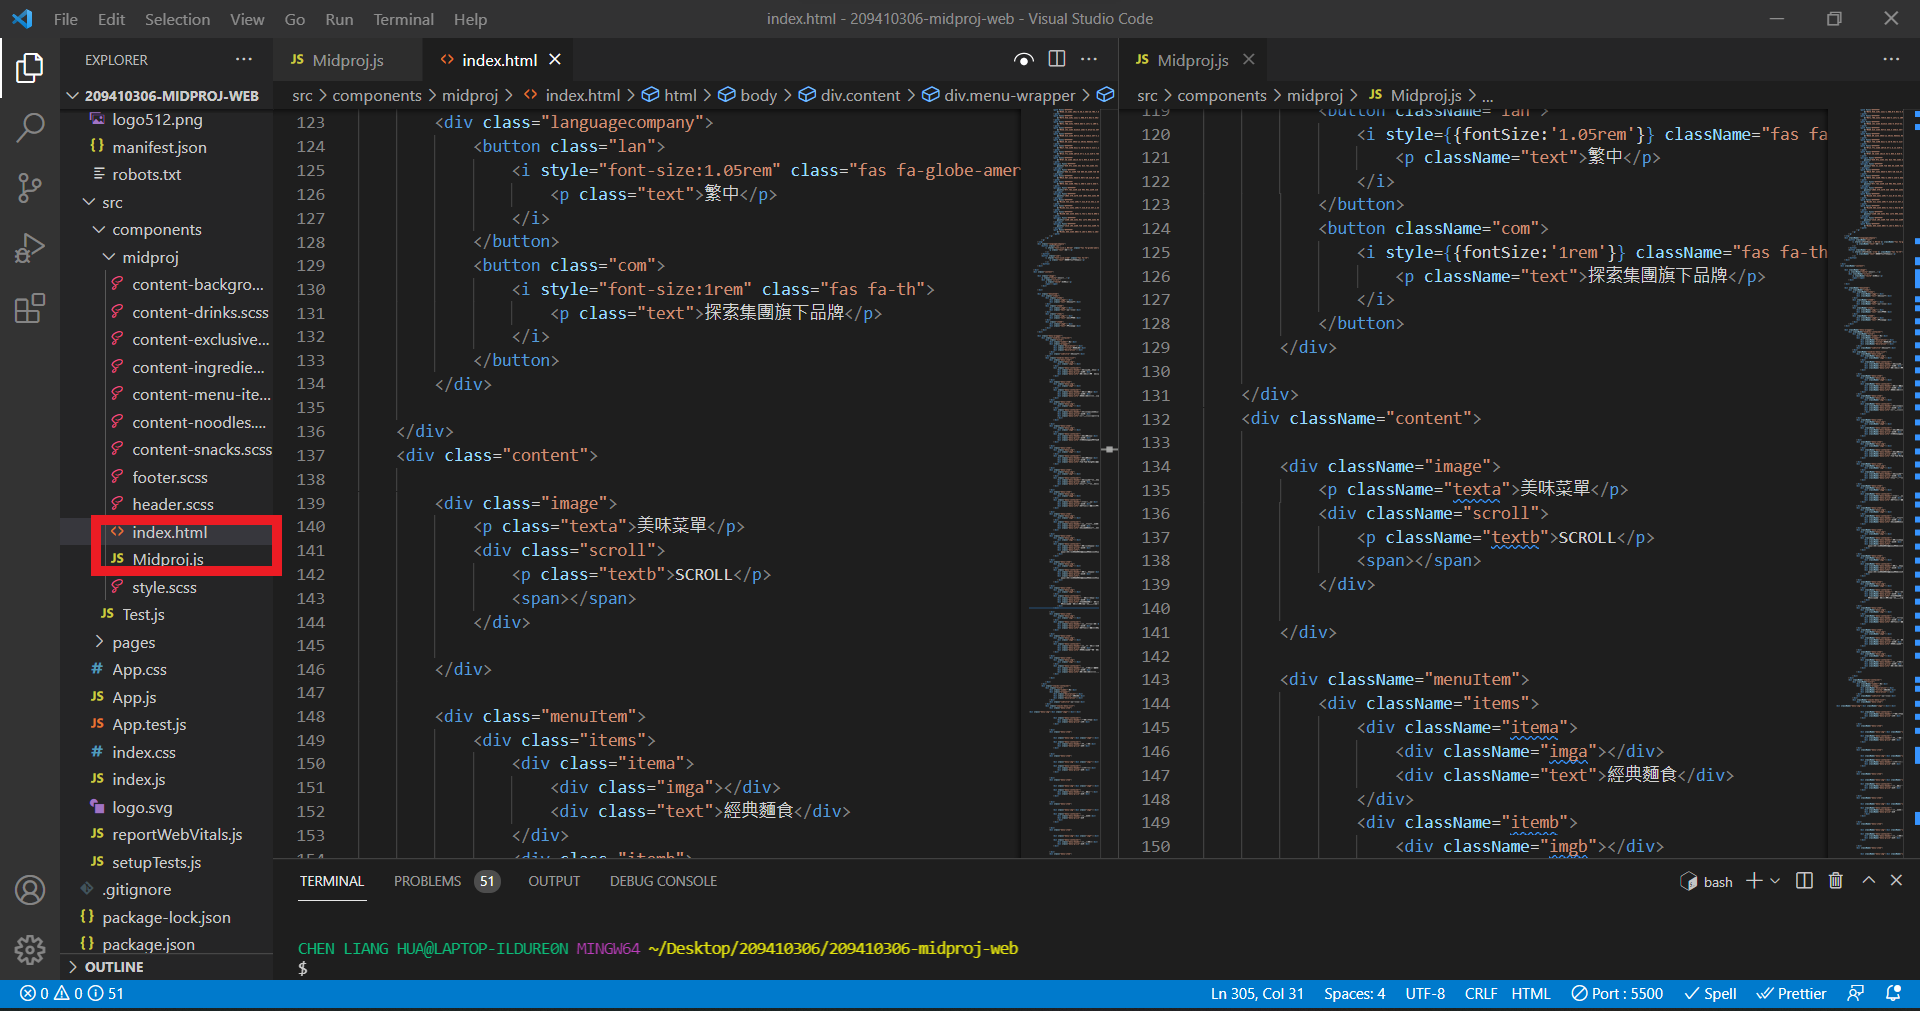 File Edit Selection View Go Run Terminal Help
index.html - 209410306-midproj-web - Visual Studio Code
EXPLORER
209410306-MIDPROJ-WEB
logo512.png
manifest.json
robots.txt
src
components
midproj
content-backgro...
content-drinks.scss
content-exclusive...
content-ingredie...
content-menu-ite...
content-noodles....
content-snacks.scss
footer.scss
header.scss
index.html
Midproj.js
style.scss
Test.js
pages
App.css
App.js
App.test.js
index.css
index.js
logo.svg
reportWebVitals.js
setupTests.js
.gitignore
package-lock.json
package.json
OUTLINE
Midproj.js
index.html
src > components > midproj > index.html > html > body > div.content > div.menu-wrapper >
123 <div class="languagecompany">
124 <button class="lan">
125 <i style="font-size:1.05rem" class="fas fa-globe-amer
126 <p class="text">繁中</p>
127 </i>
128 </button>
129 <button class="com">
130 <i style="font-size:1rem" class="fas fa-th">
131 <p class="text">探索集團旗下品牌</p>
132 </i>
133 </button>
134 </div>
135
136 </div>
137 <div class="content">
138
139 <div class="image">
140 <p class="texta">美味菜單</p>
141 <div class="scroll">
142 <p class="textb">SCROLL</p>
143 <span></span>
144 </div>
145
146 </div>
147
148 <div class="menuItem">
149 <div class="items">
150 <div class="itema">
151 <div class="imga"></div>
152 <div class="text">經典麵食</div>
153 </div>
154 <div class="itemb">
Midproj.js
src > components > midproj > Midproj.js > ...
119 <button className="lan">
120 <i style={{fontSize:'1.05rem'}} className="fas fa
121 <p className="text">繁中</p>
122 </i>
123 </button>
124 <button className="com">
125 <i style={{fontSize:'1rem'}} className="fas fa-th
126 <p className="text">探索集團旗下品牌</p>
127 </i>
128 </button>
129 </div>
130
131 </div>
132 <div className="content">
133
134 <div className="image">
135 <p className="texta">美味菜單</p>
136 <div className="scroll">
137 <p className="textb">SCROLL</p>
138 <span></span>
139 </div>
140
141 </div>
142
143 <div className="menuItem">
144 <div className="items">
145 <div className="itema">
146 <div className="imga"></div>
147 <div className="text">經典麵食</div>
148 </div>
149 <div className="itemb">
150 <div className="imgb"></div>
TERMINAL PROBLEMS 51 OUTPUT DEBUG CONSOLE
bash
CHEN LIANG HUA@LAPTOP-ILDURE0N MINGW64 ~/Desktop/209410306/209410306-midproj-web
$
0 0 51
Ln 305, Col 31 Spaces: 4 UTF-8 CRLF HTML Port : 5500 Spell Prettier